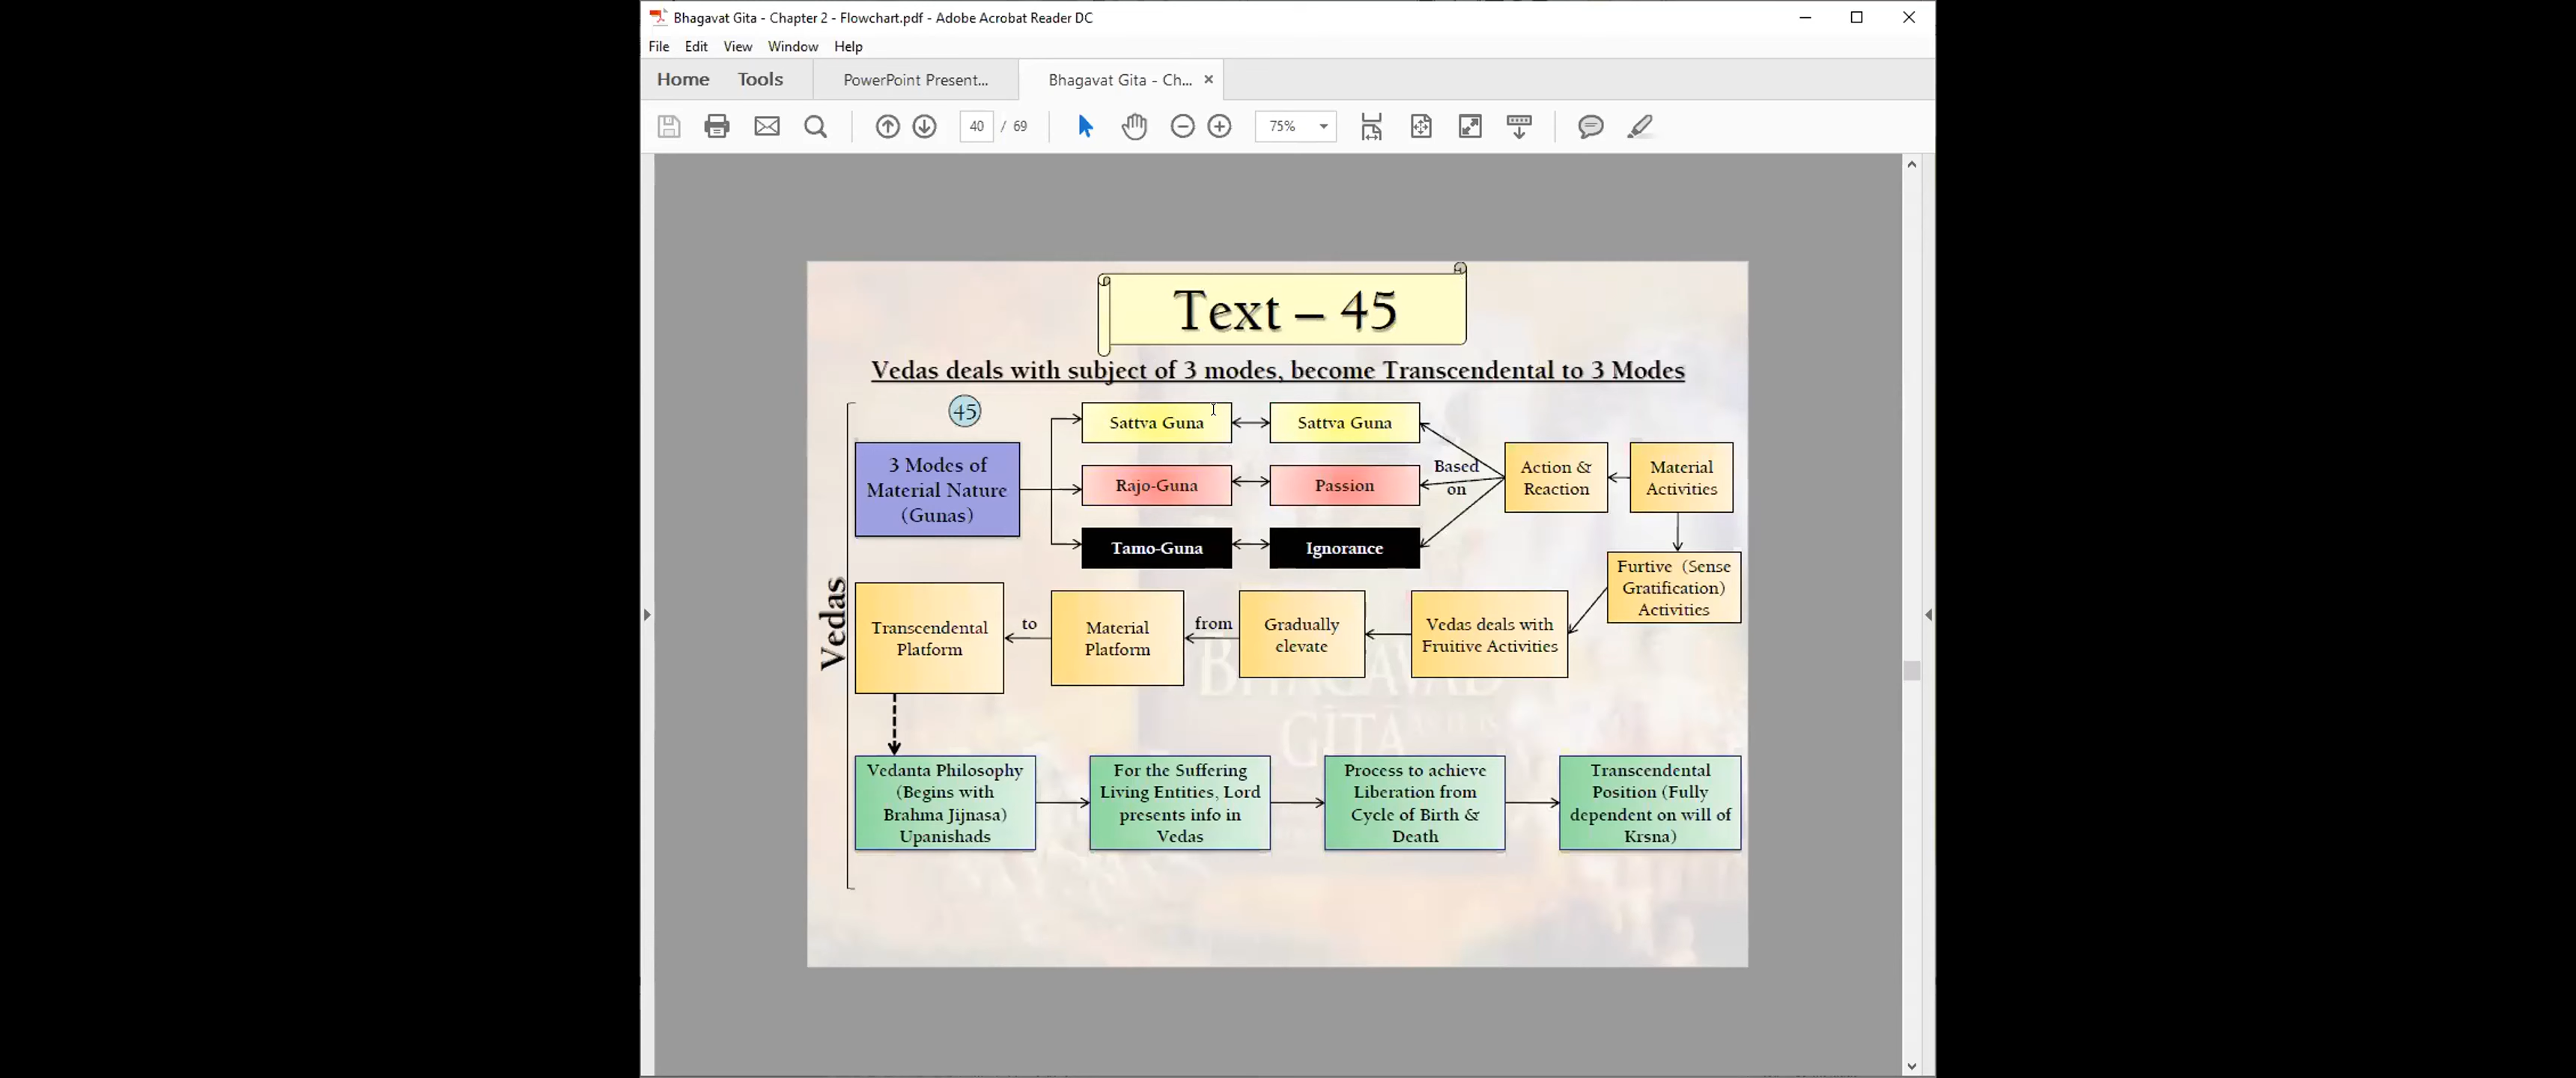 Bhagavat Gita - Chapter 2 - Flowchart.pdf - Adobe Acrobat Reader DC
File Edit View Window Help
Home Tools PowerPoint Present... Bhagavat Gita - Ch...
40 / 69 75%
Text – 45
Vedas deals with subject of 3 modes, become Transcendental to 3 Modes
45
Vedas
3 Modes of
Material Nature
(Gunas)
Sattva Guna
Sattva Guna
Rajo-Guna
Passion
Tamo-Guna
Ignorance
Based
on
Action &
Reaction
Material
Activities
Furtive (Sense
Gratification)
Activities
Vedas deals with
Fruitive Activities
Gradually
elevate
from
Material
Platform
to
Transcendental
Platform
Vedanta Philosophy
(Begins with
Brahma Jijnasa)
Upanishads
For the Suffering
Living Entities, Lord
presents info in
Vedas
Process to achieve
Liberation from
Cycle of Birth &
Death
Transcendental
Position (Fully
dependent on will of
Krsna)
BHAGAVAD
GĪTĀ